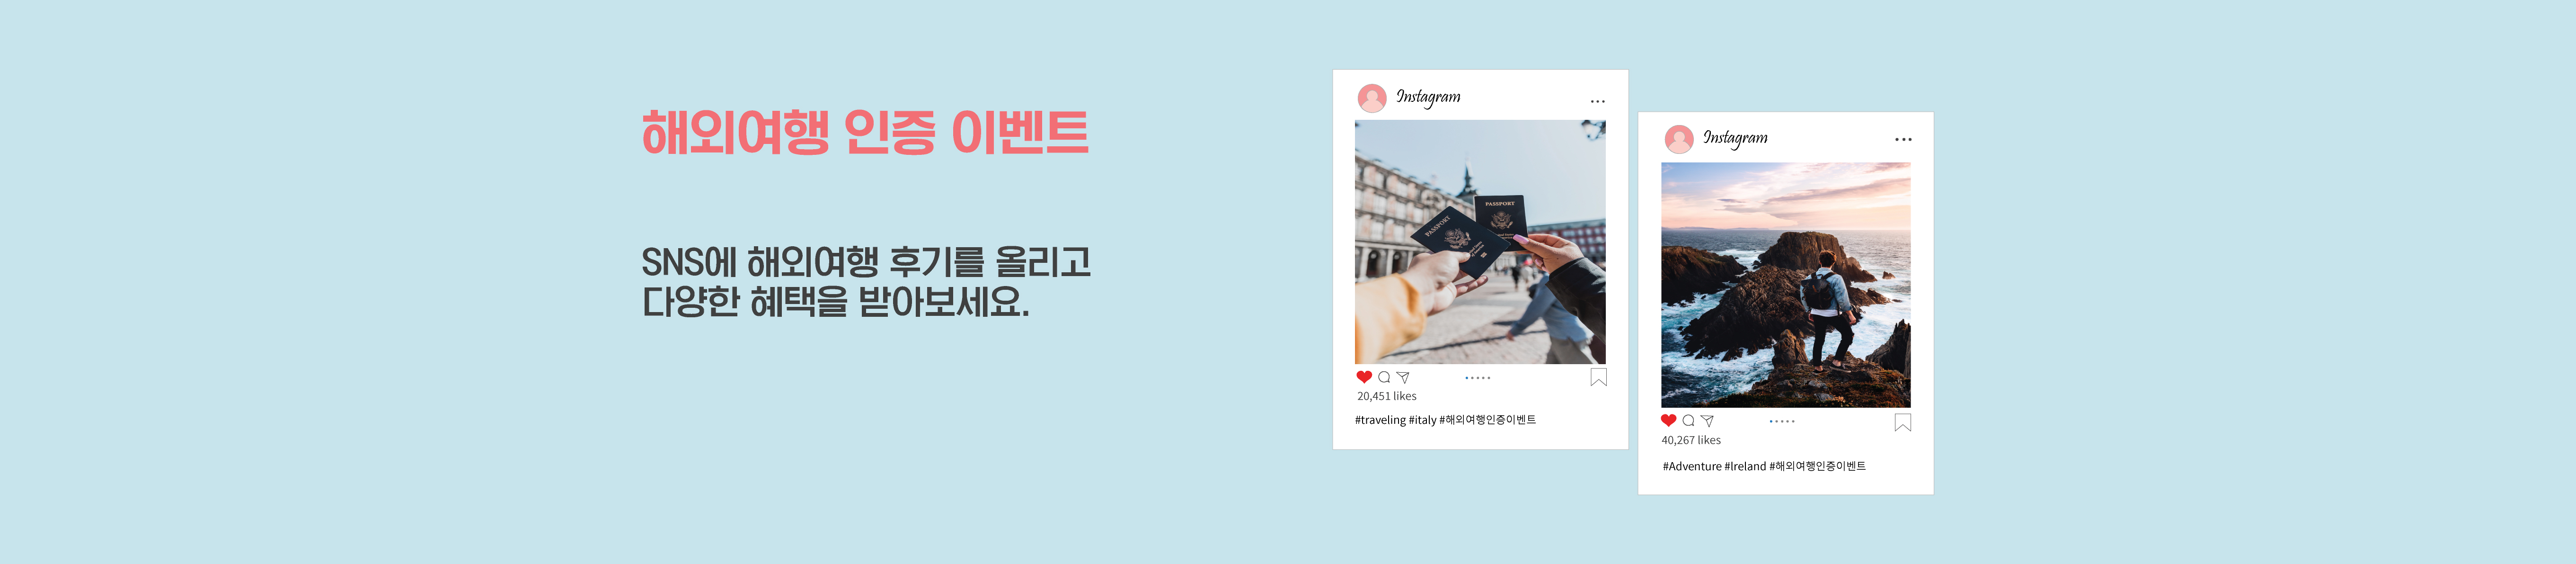 해외여행 인증 이벤트
SNS에 해외여행 후기를 올리고
다양한 혜택을 받아보세요.
Instagram
PASSPORT
PASSPORT
20,451 likes
#traveling #italy #해외여행인증이벤트
Instagram
40,267 likes
#Adventure #Ireland #해외여행인증이벤트